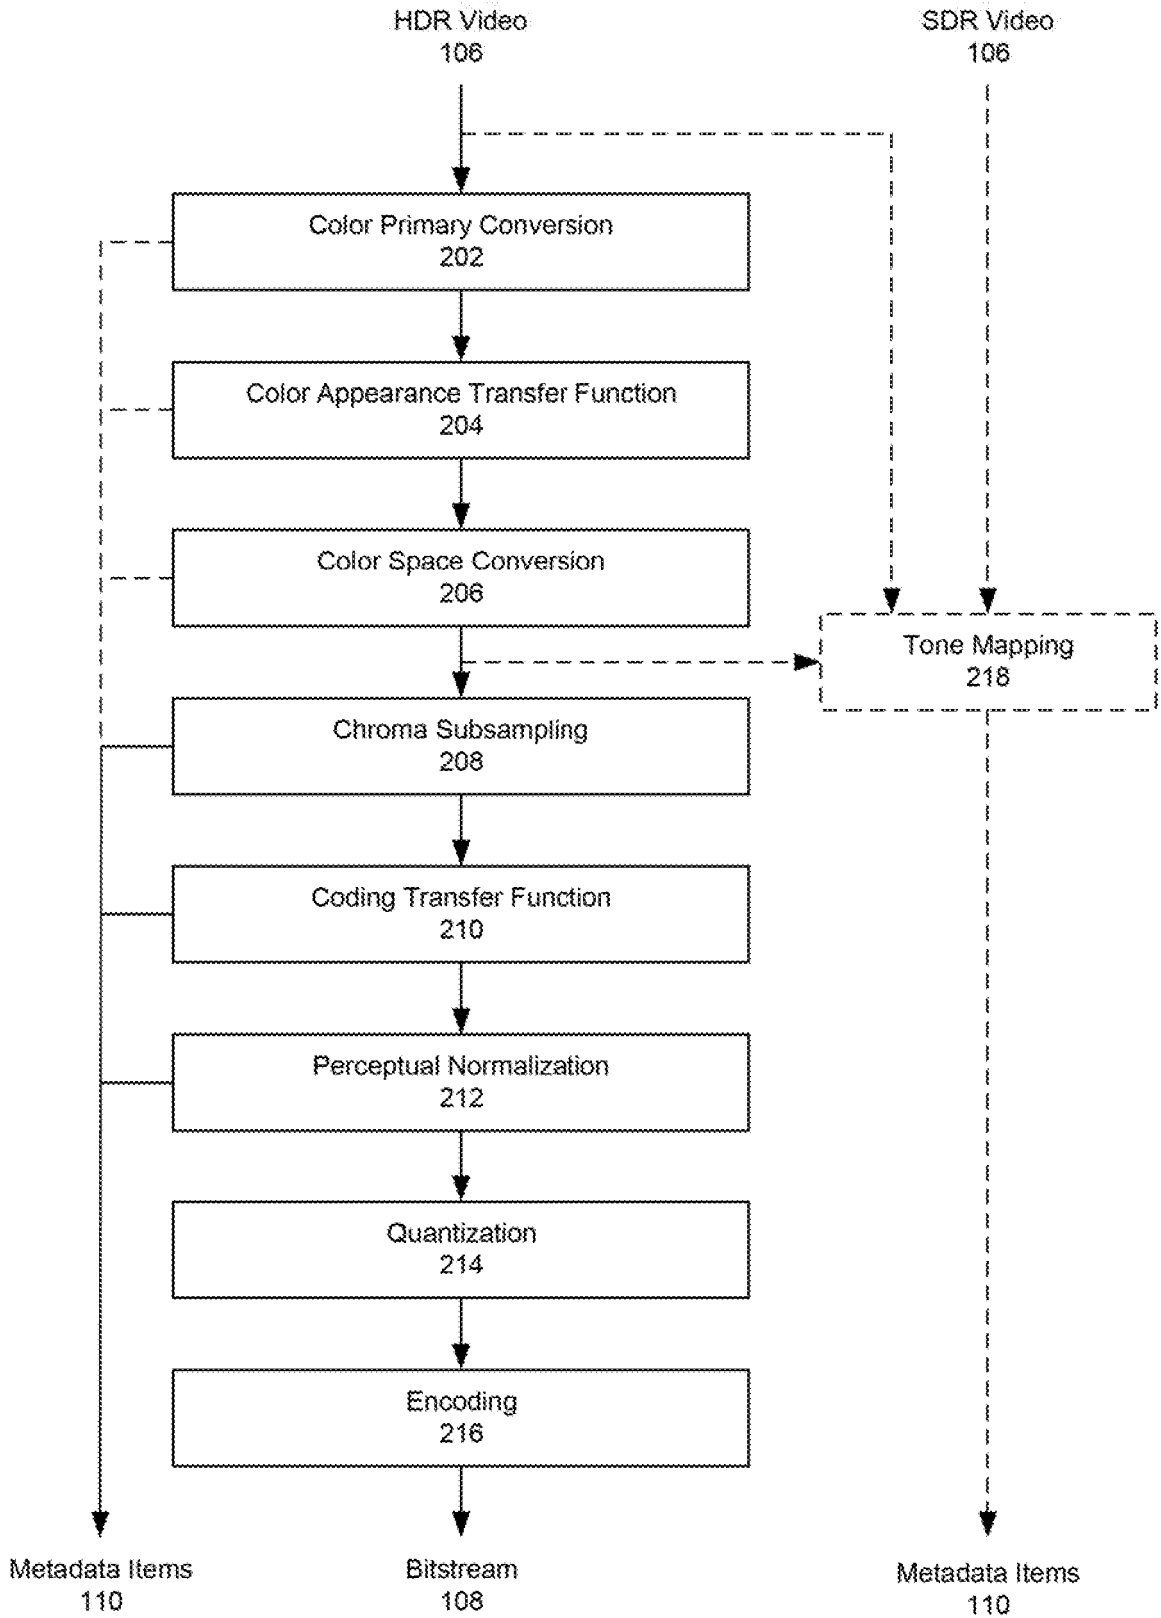 HDR Video
106
SDR Video
106
Color Primary Conversion
202
Color Appearance Transfer Function
204
Color Space Conversion
206
Tone Mapping
218
Chroma Subsampling
208
Coding Transfer Function
210
Perceptual Normalization
212
Quantization
214
Encoding
216
Metadata Items
110
Bitstream
108
Metadata Items
110